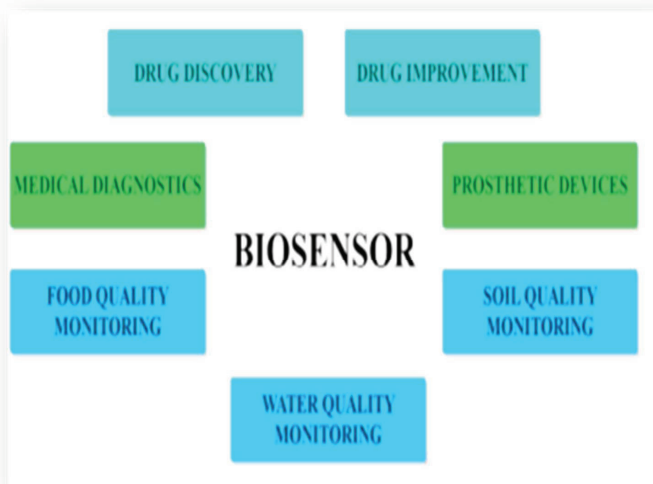 DRUG DISCOVERY
DRUG IMPROVEMENT
MEDICAL DIAGNOSTICS
PROSTHETIC DEVICES
BIOSENSOR
FOOD QUALITY
MONITORING
SOIL QUALITY
MONITORING
WATER QUALITY
MONITORING